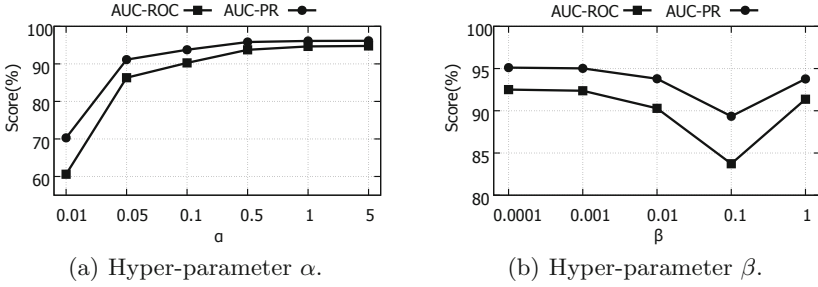 AUC-ROC AUC-PR
100
90
80
70
60
Score(%)
0.01 0.05 0.1 0.5 1 5
α
(a) Hyper-parameter α.
AUC-ROC AUC-PR
100
95
90
85
80
Score(%)
0.0001 0.001 0.01 0.1 1
β
(b) Hyper-parameter β.